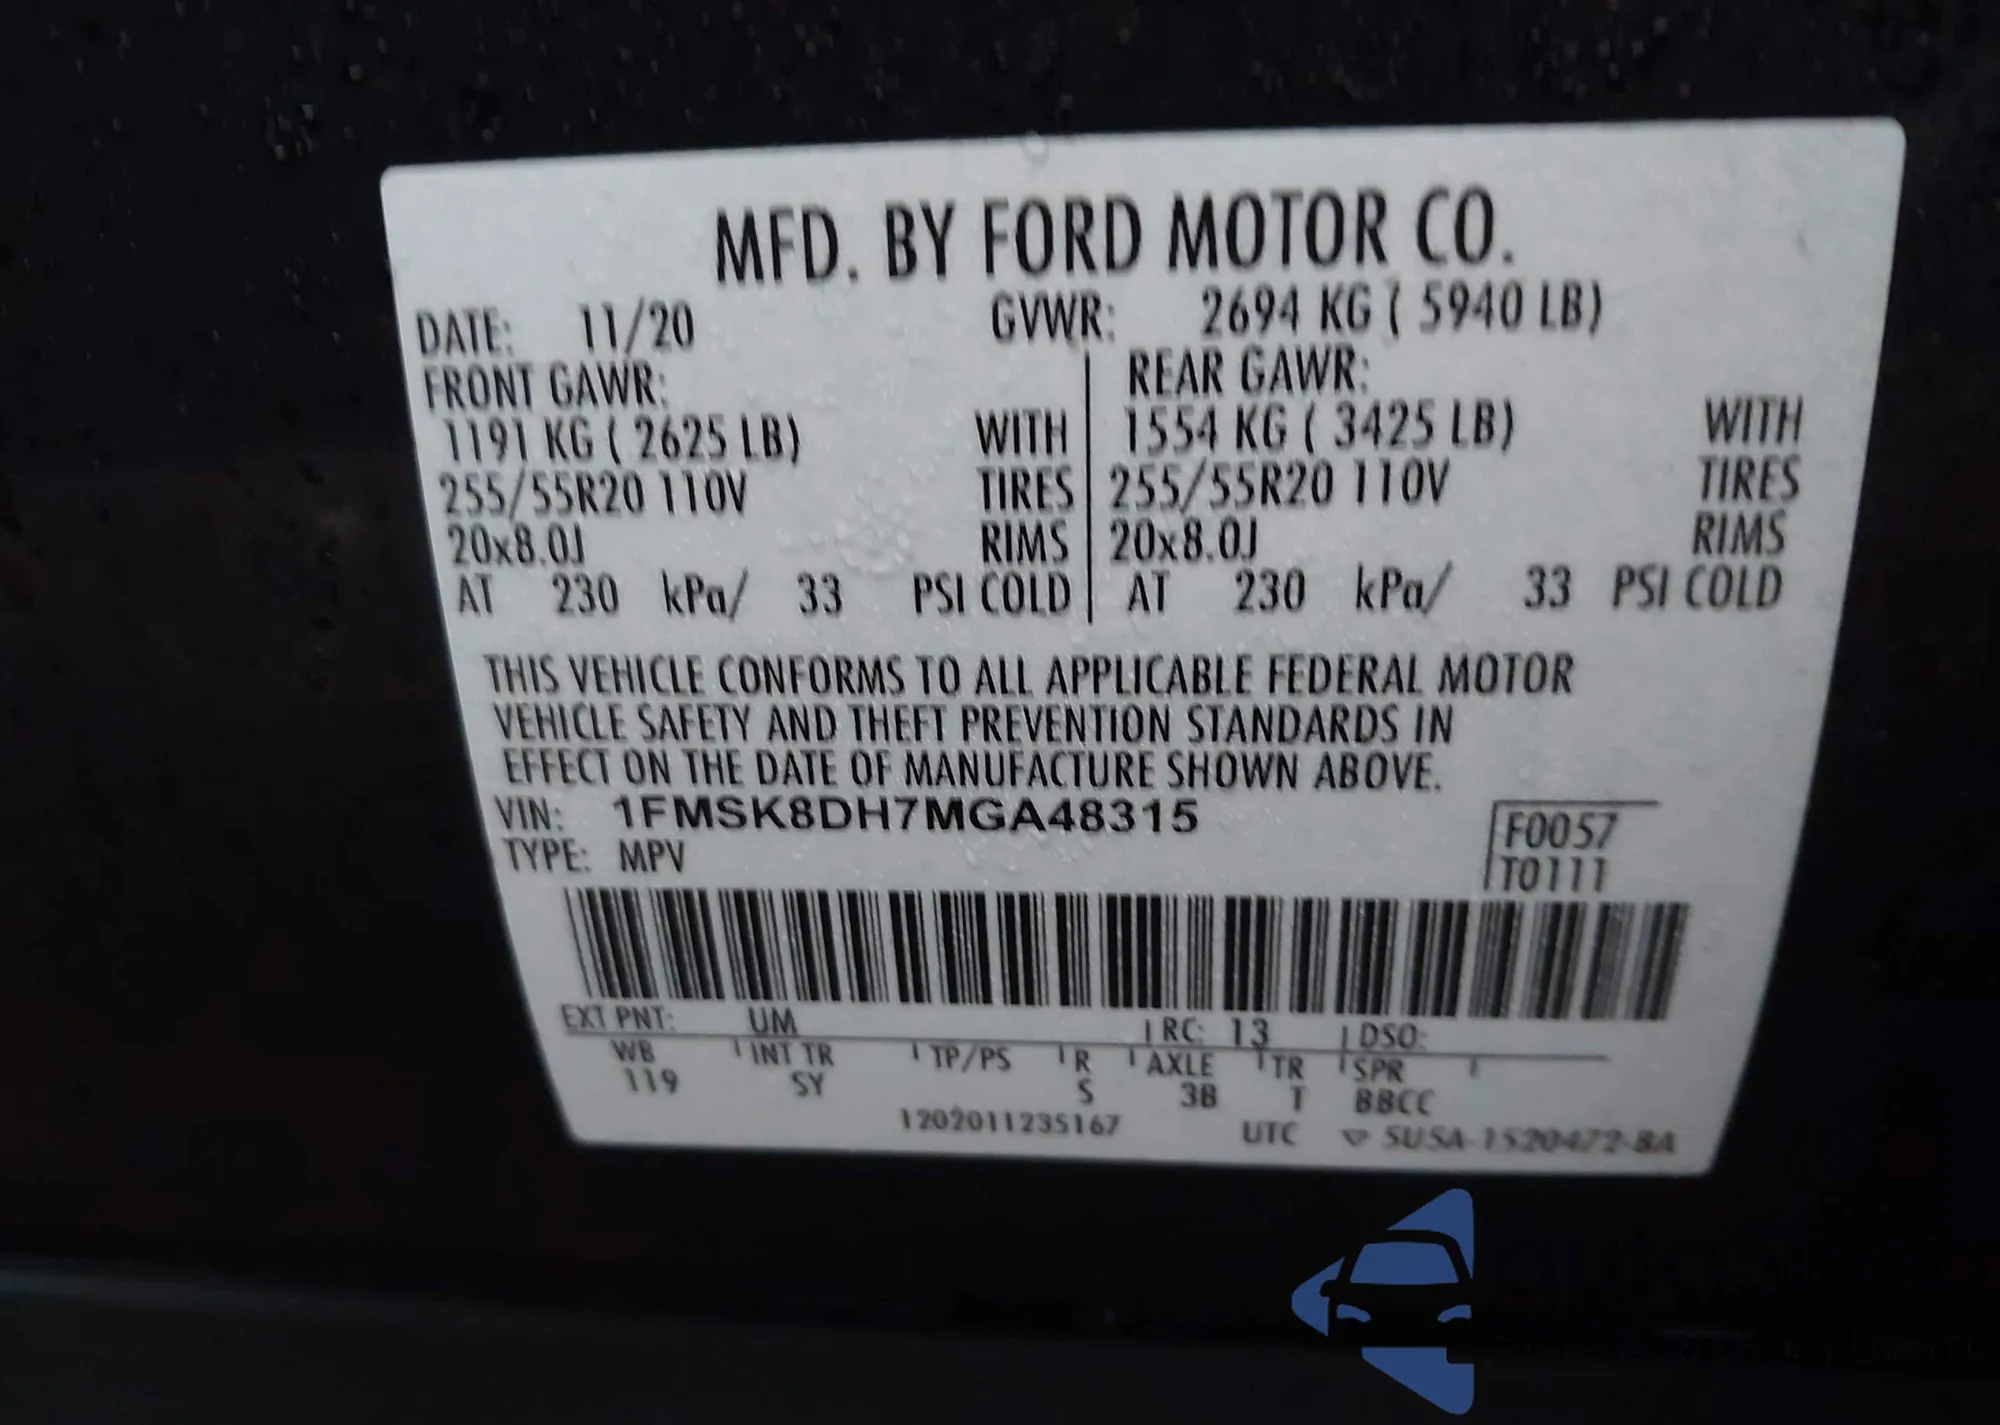 MFD. BY FORD MOTOR CO.
DATE: 11/20 GVWR: 2694 KG ( 5940 LB)
FRONT GAWR: REAR GAWR:
1191 KG ( 2625 LB) WITH 1554 KG ( 3425 LB) WITH
255/55R20 110V TIRES 255/55R20 110V TIRES
20x8.0J RIMS 20x8.0J RIMS
AT 230 kPa/ 33 PSI COLD AT 230 kPa/ 33 PSI COLD
THIS VEHICLE CONFORMS TO ALL APPLICABLE FEDERAL MOTOR
VEHICLE SAFETY AND THEFT PREVENTION STANDARDS IN
EFFECT ON THE DATE OF MANUFACTURE SHOWN ABOVE.
VIN: 1FMSK8DH7MGA48315
F0057
TYPE: MPV
T0111
EXT PNT: UM RC: 13 DSO:
WB INT TR TP/PS R AXLE TR SPR
119 SY S 3B T BBCC
1202011235167 UTC SU5A-1520472-BA